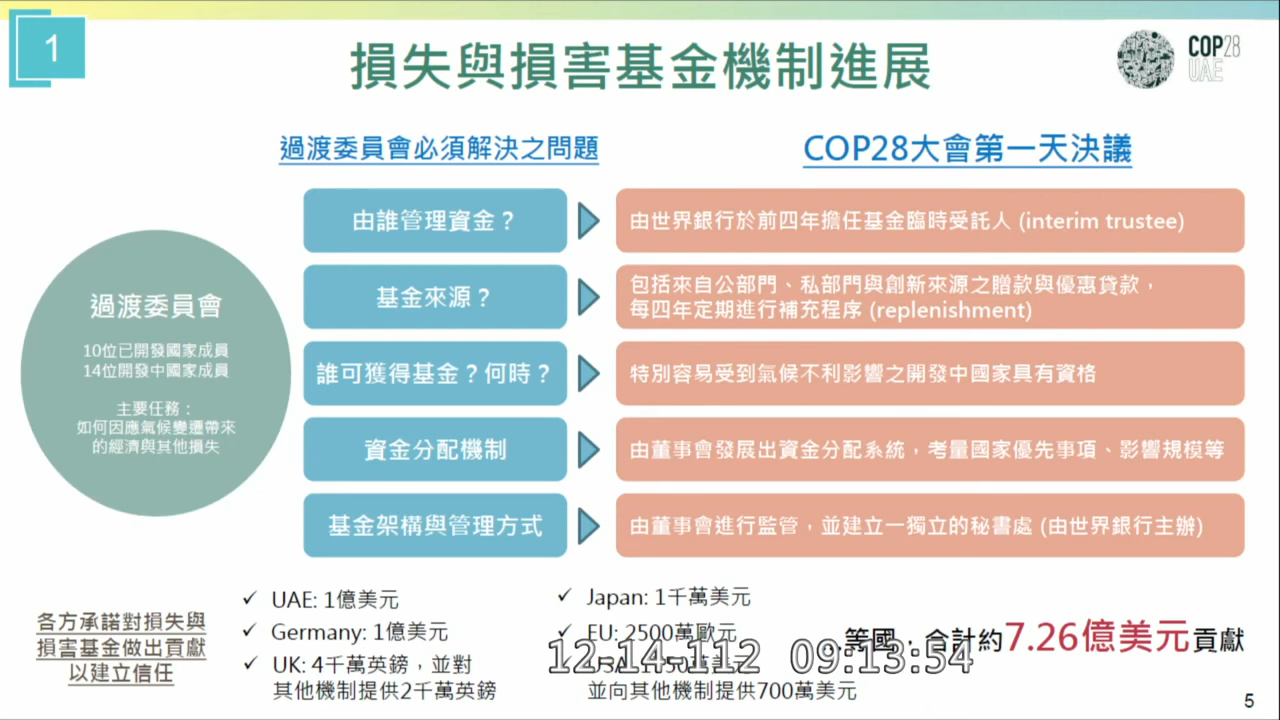 1
損失與損害基金機制進展
COP28
UAE
過渡委員會必須解決之問題
COP28大會第一天決議
過渡委員會
10位已開發國家成員
14位開發中國家成員
主要任務：
如何因應氣候變遷帶來
的經濟與其他損失
由誰管理資金？
由世界銀行於前四年擔任基金臨時受託人 (interim trustee)
基金來源？
包括來自公部門、私部門與創新來源之贈款與優惠貸款，
每四年定期進行補充程序 (replenishment)
誰可獲得基金？何時？
特別容易受到氣候不利影響之開發中國家具有資格
資金分配機制
由董事會發展出資金分配系統，考量國家優先事項、影響規模等
基金架構與管理方式
由董事會進行監管，並建立一獨立的秘書處 (由世界銀行主辦)
各方承諾對損失與
損害基金做出貢獻
以建立信任
✓ UAE: 1億美元
✓ Germany: 1億美元
✓ UK: 4千萬英鎊，並對
其他機制提供2千萬英鎊
✓ Japan: 1千萬美元
✓ EU: 2500萬歐元
並向其他機制提供700萬美元
等國，合計約7.26億美元貢獻
12-14-112 09:13:54
5